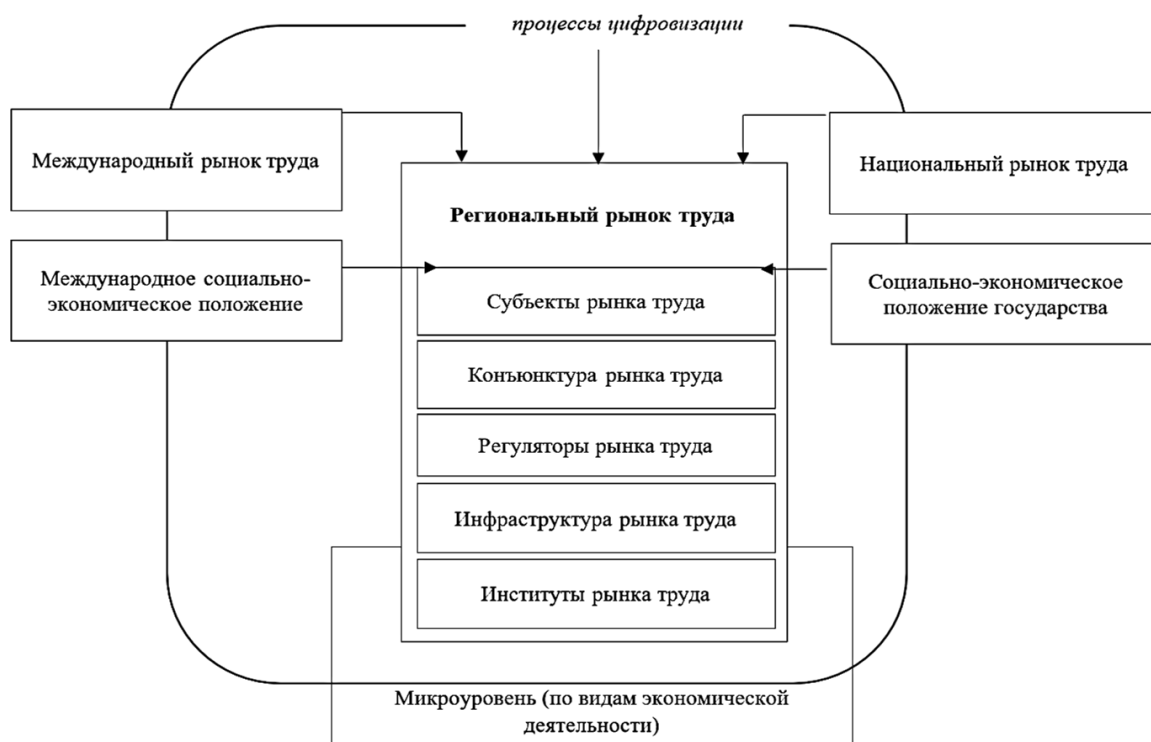 процессы цифровизации
Международный рынок труда
Национальный рынок труда
Региональный рынок труда
Международное социально-
экономическое положение
Социально-экономическое
положение государства
Субъекты рынка труда
Конъюнктура рынка труда
Регуляторы рынка труда
Инфраструктура рынка труда
Институты рынка труда
Микроуровень (по видам экономической
деятельности)